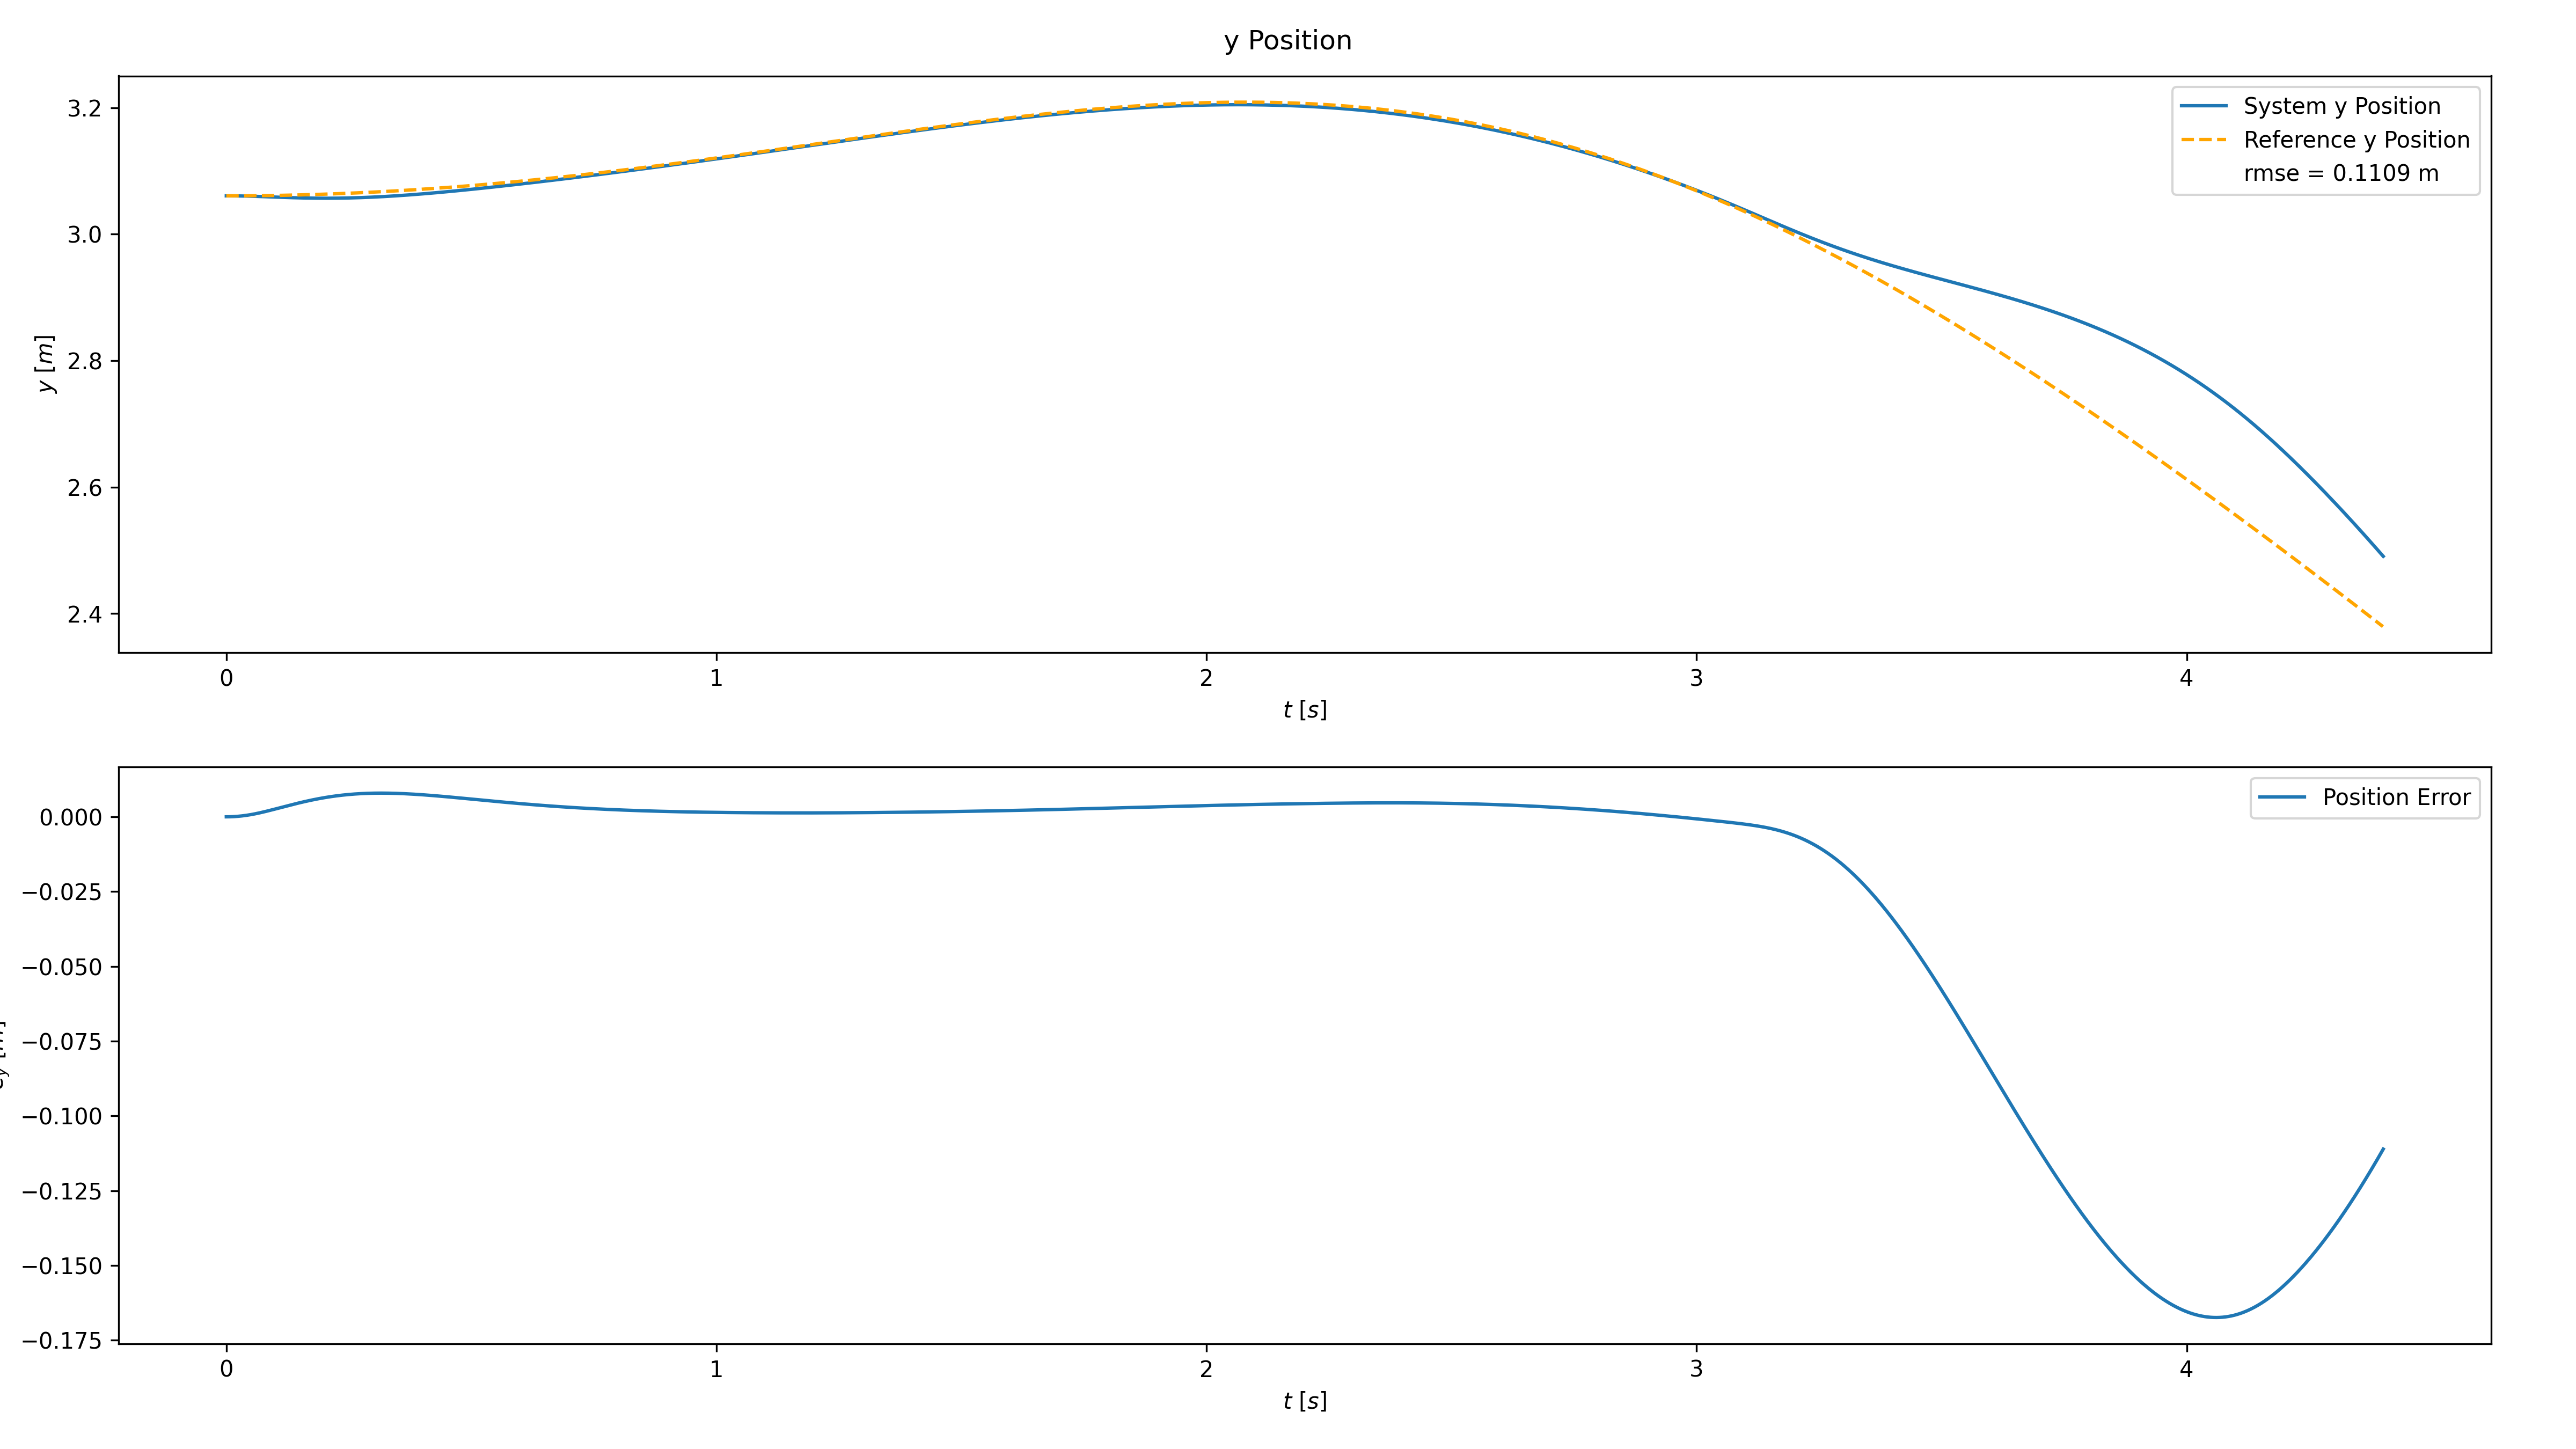 y Position
System y Position
Reference y Position
rmse = 0.1109 m
3.2
3.0
2.8
2.6
2.4
y [m]
0 1 2 3 4
t [s]
Position Error
0.000
−0.025
−0.050
−0.075
−0.100
−0.125
−0.150
−0.175
0 1 2 3 4
t [s]